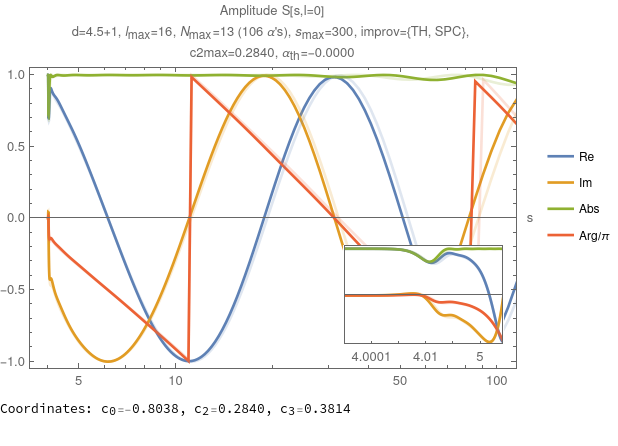 Amplitude S[s,l=0]
d=4.5+1, lmax=16, Nmax=13 (106 α's), smax=300, improv={TH, SPC},
c2max=0.2840, αth=-0.0000
1.0
0.5
0.0
-0.5
-1.0
s
Re
Im
Abs
Arg/π
4.0001 4.01 5
5 10 50 100
Coordinates: c0=-0.8038, c2=0.2840, c3=0.3814